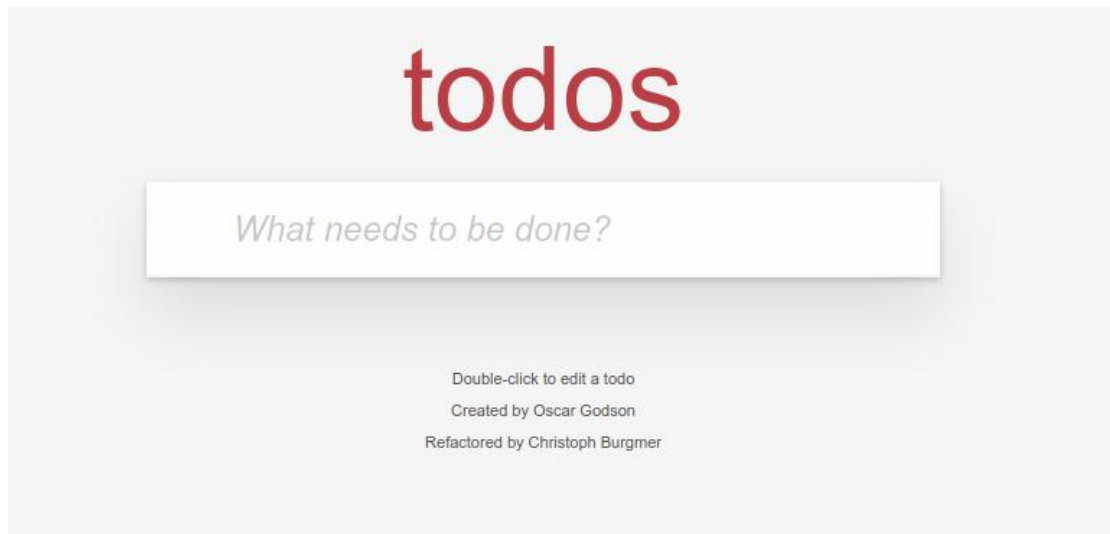 todos
What needs to be done?
Double-click to edit a todo
Created by Oscar Godson
Refactored by Christoph Burgmer